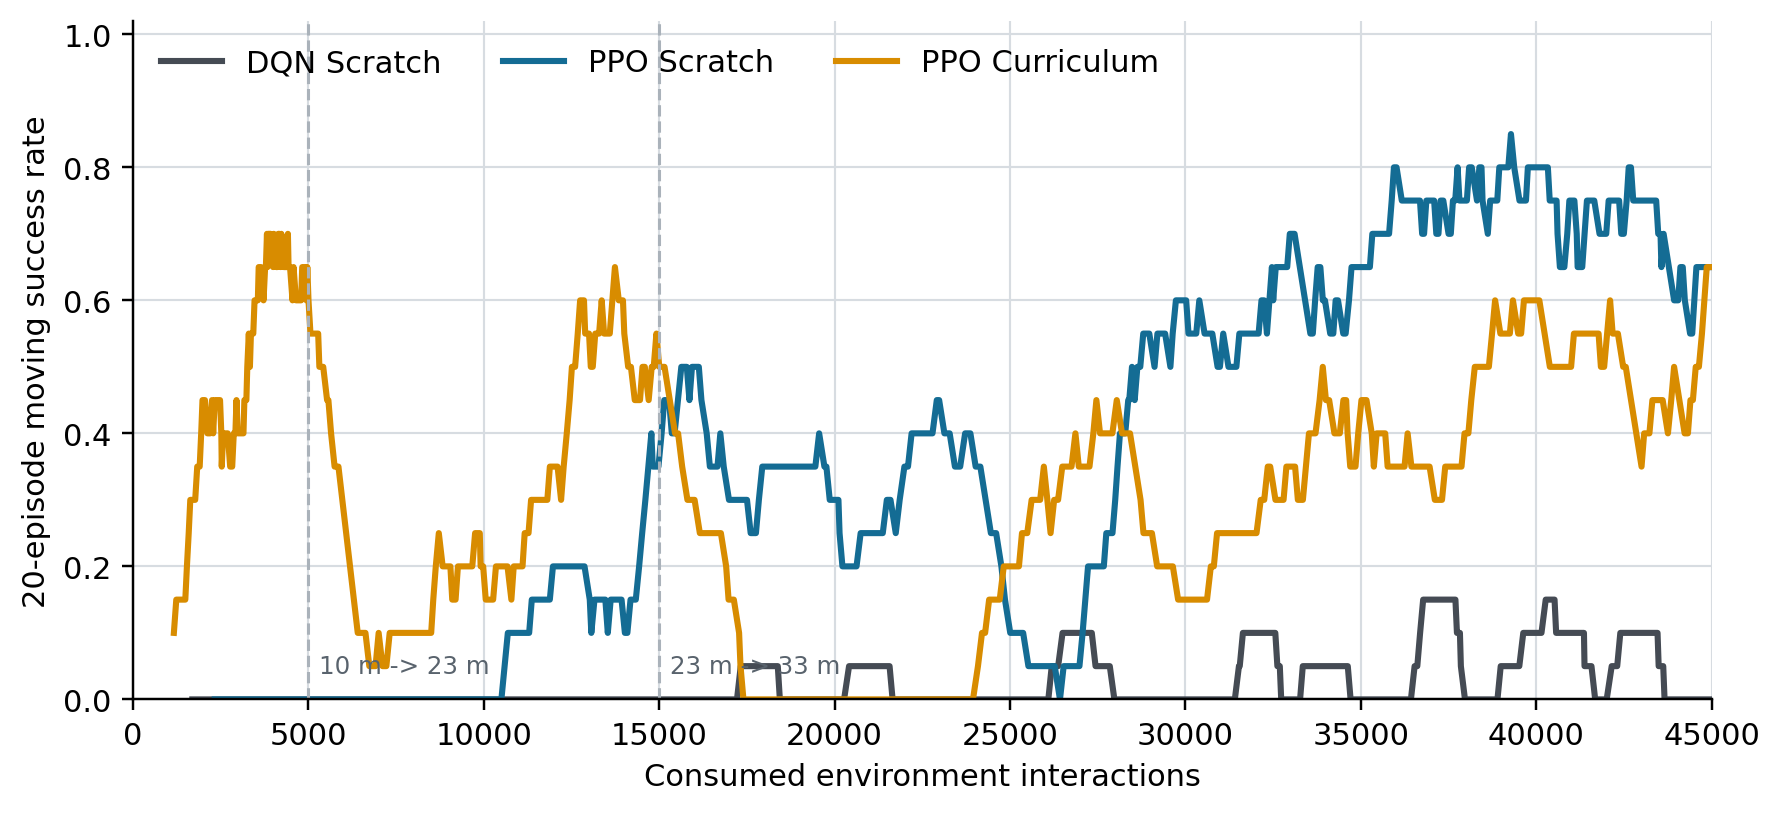 DQN Scratch
PPO Scratch
PPO Curriculum
20-episode moving success rate
1.0
0.8
0.6
0.4
0.2
0.0
10 m -> 23 m
23 m -> 33 m
0
5000
10000
15000
20000
25000
30000
35000
40000
45000
Consumed environment interactions